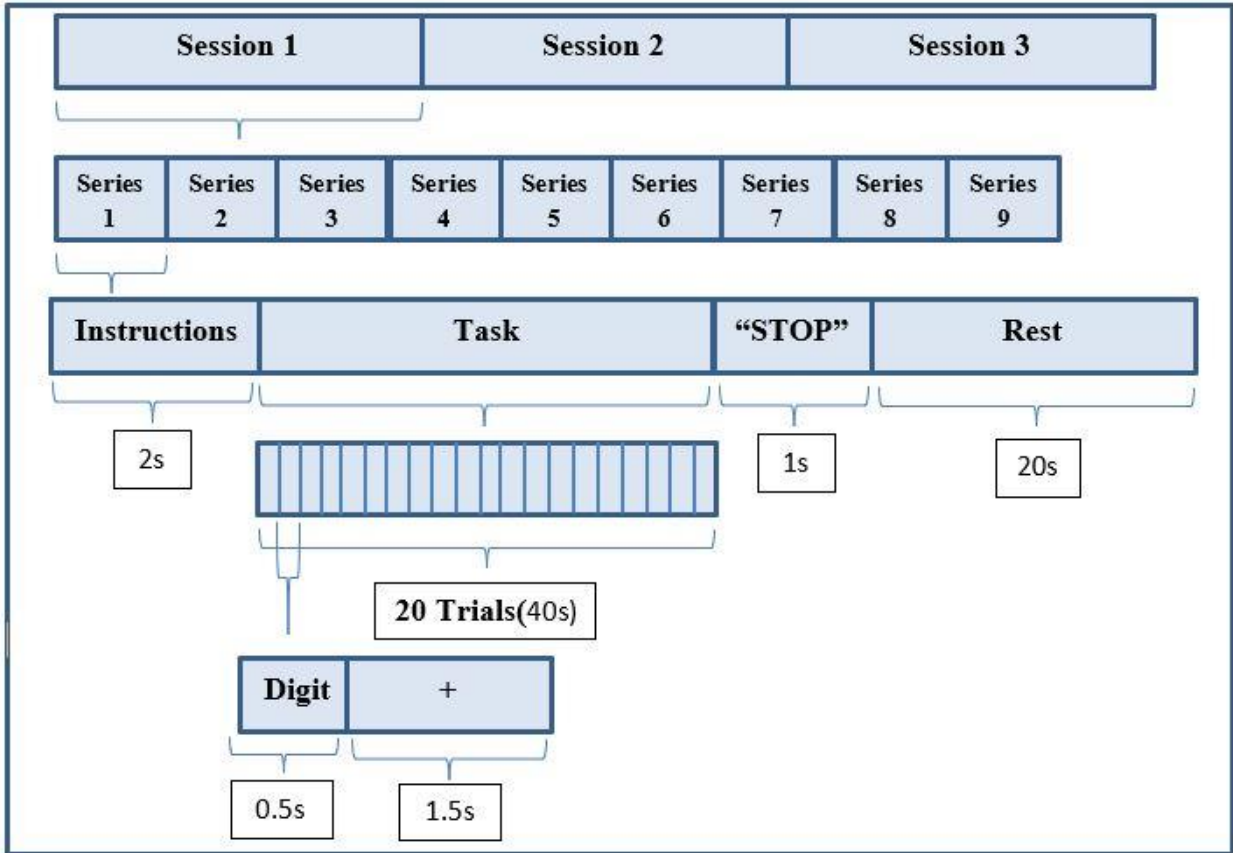 Session 1 Session 2 Session 3
Series 1 Series 2 Series 3 Series 4 Series 5 Series 6 Series 7 Series 8 Series 9
Instructions Task “STOP” Rest
2s 1s 20s
20 Trials(40s)
Digit +
0.5s 1.5s